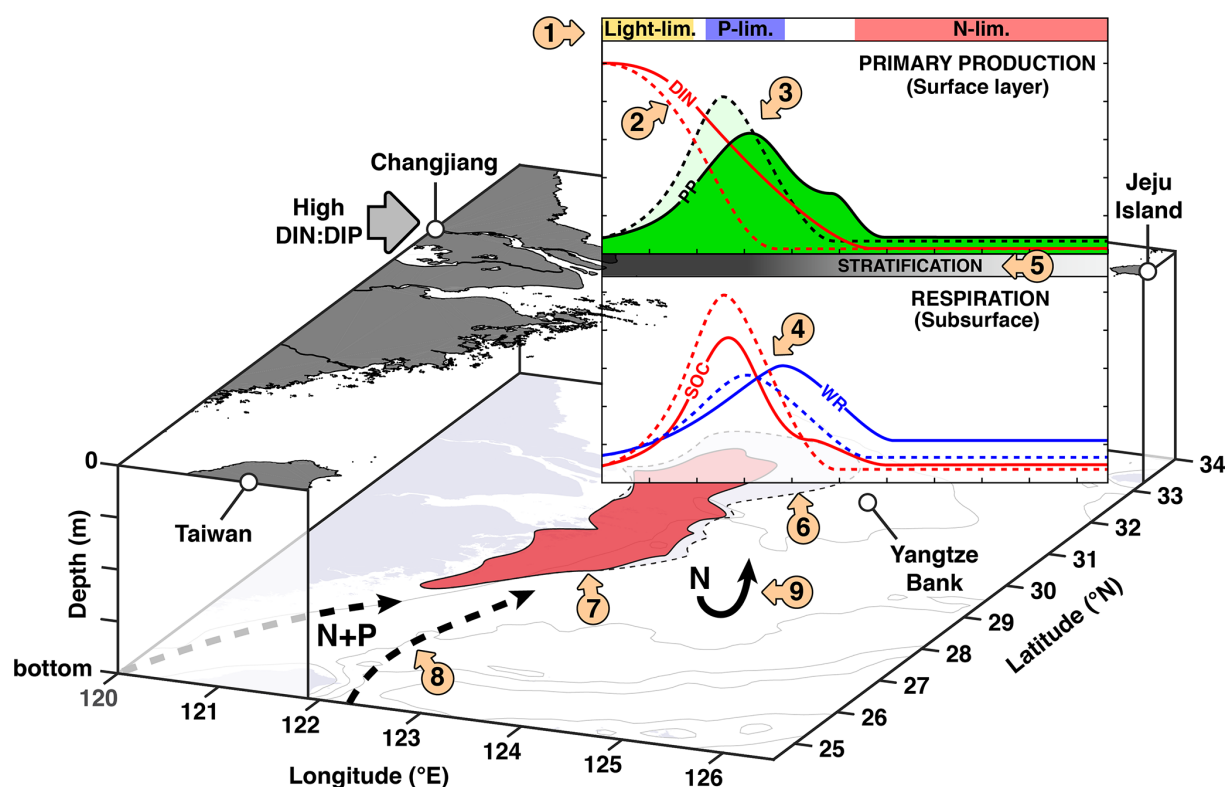 1
Light-lim.
P-lim.
N-lim.
PRIMARY PRODUCTION
(Surface layer)
DIN
2
3
PP
Changjiang
High
DIN:DIP
Jeju
Island
STRATIFICATION
5
RESPIRATION
(Subsurface)
4
SOC
WR
0
Taiwan
Depth (m)
bottom
6
Yangtze
Bank
7
N
9
N+P
8
120
121
122
123
124
125
126
Longitude (°E)
34
33
32
31
30
29
28
27
26
25
Latitude (°N)